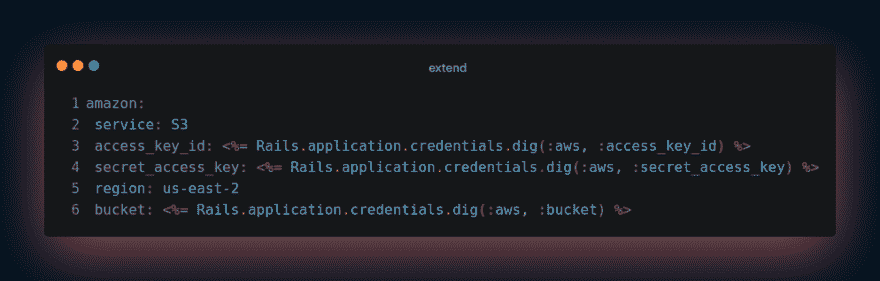 extend
1 amazon:
2 service: S3
3 access_key_id: <%= Rails.application.credentials.dig(:aws, :access_key_id) %>
4 secret_access_key: <%= Rails.application.credentials.dig(:aws, :secret_access_key) %>
5 region: us-east-2
6 bucket: <%= Rails.application.credentials.dig(:aws, :bucket) %>